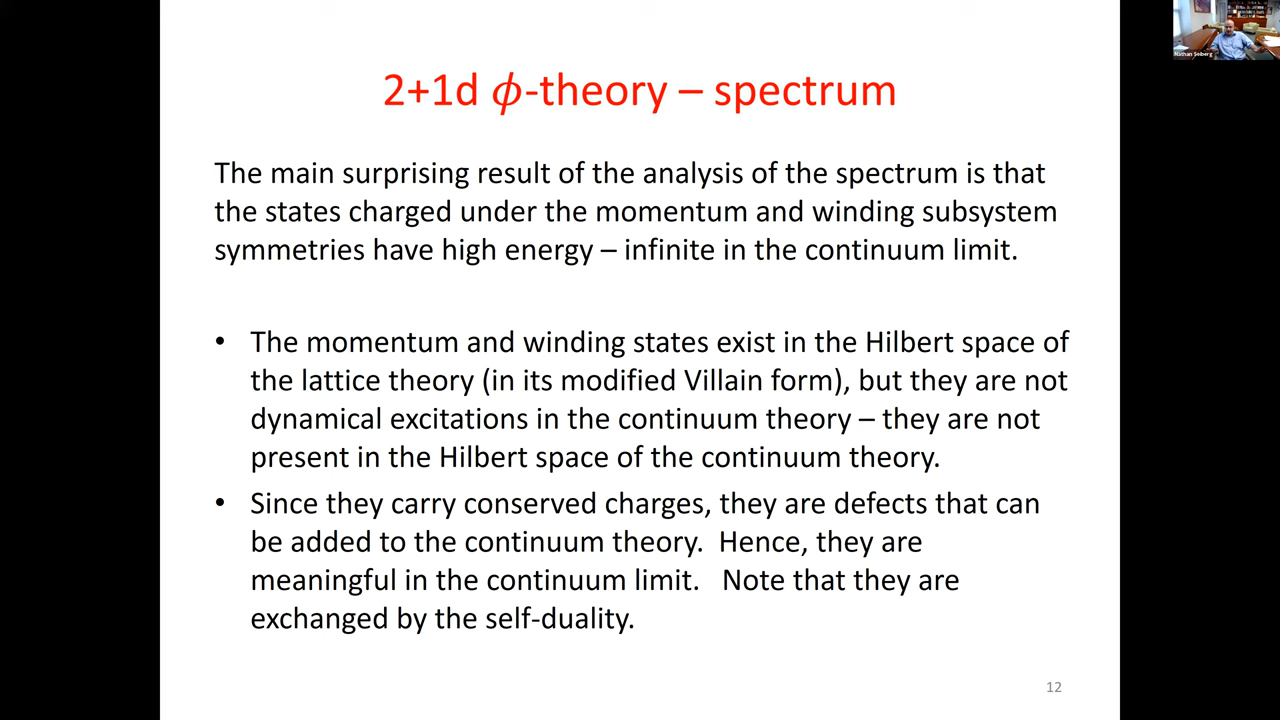 Nathan Seiberg
2+1d ϕ-theory – spectrum
The main surprising result of the analysis of the spectrum is that
the states charged under the momentum and winding subsystem
symmetries have high energy – infinite in the continuum limit.
• The momentum and winding states exist in the Hilbert space of
the lattice theory (in its modified Villain form), but they are not
dynamical excitations in the continuum theory – they are not
present in the Hilbert space of the continuum theory.
• Since they carry conserved charges, they are defects that can
be added to the continuum theory. Hence, they are
meaningful in the continuum limit. Note that they are
exchanged by the self-duality.
12